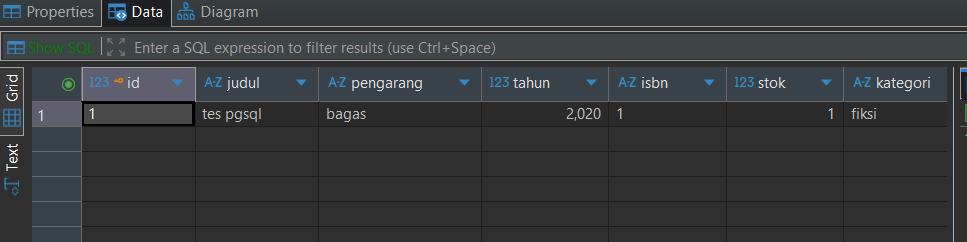 Properties Data Diagram
Show SQL Enter a SQL expression to filter results (use Ctrl+Space)
Grid
Text
123 id A-Z judul A-Z pengarang 123 tahun A-Z isbn 123 stok A-Z kategori
1 1 tes pgsql bagas 2,020 1 1 fiksi